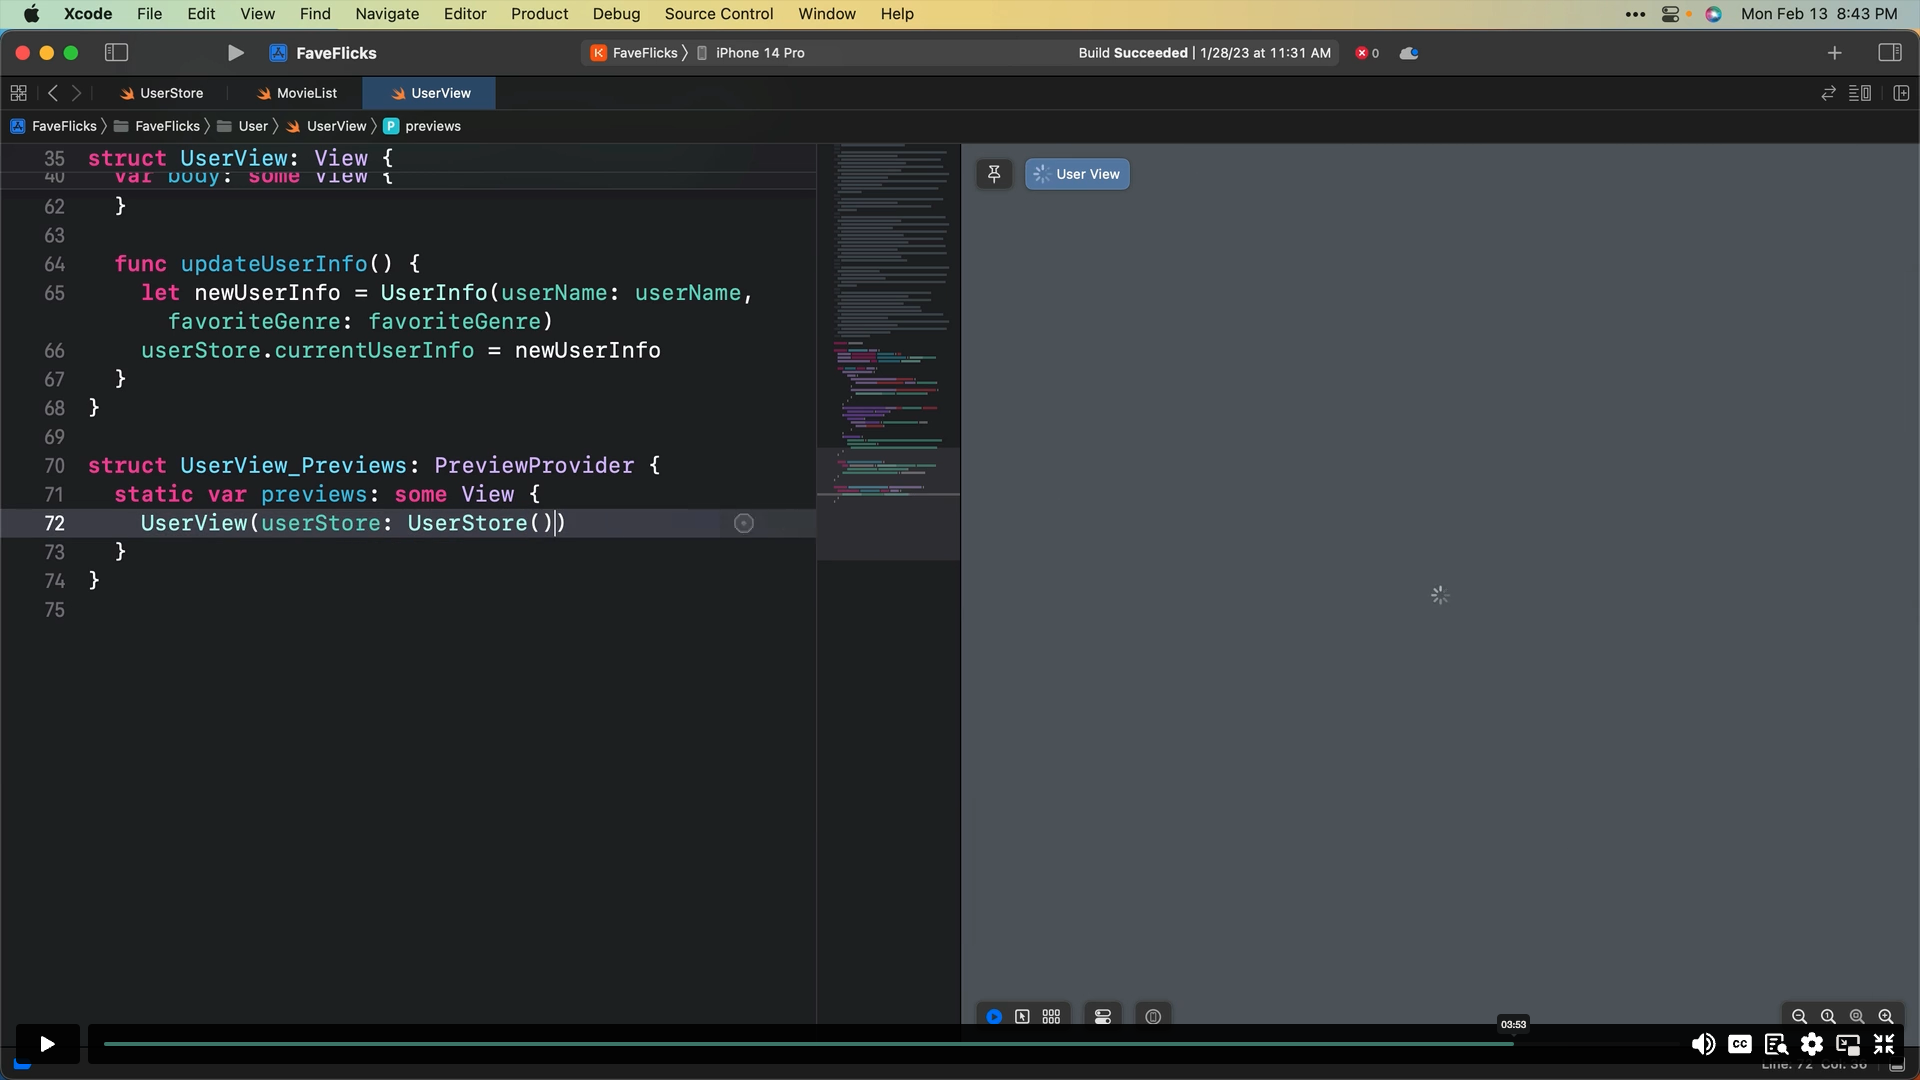 Xcode File Edit View Find Navigate Editor Product Debug Source Control Window Help ••• Mon Feb 13 8:43 PM
FaveFlicks FaveFlicks 〉 iPhone 14 Pro Build Succeeded | 1/28/23 at 11:31 AM 0
UserStore MovieList UserView
FaveFlicks 〉 FaveFlicks 〉 User 〉 UserView 〉 P previews
35 struct UserView: View {
40 var body: some View {
User View
62 }
63
64 func updateUserInfo() {
65 let newUserInfo = UserInfo(userName: userName,
favoriteGenre: favoriteGenre)
66 userStore.currentUserInfo = newUserInfo
67 }
68 }
69
70 struct UserView_Previews: PreviewProvider {
71 static var previews: some View {
72 UserView(userStore: UserStore())
73 }
74 }
75
03:53
CC
Line: 72 Col: 36